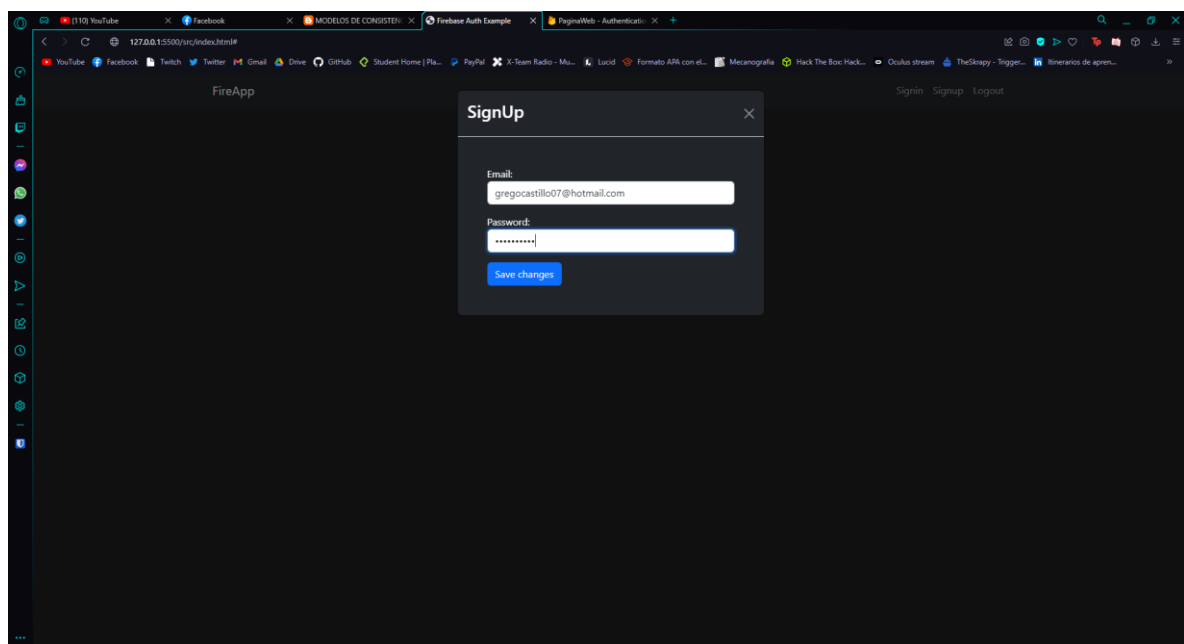 (110) YouTube
Facebook
MODELOS DE CONSISTENC
Firebase Auth Example
PaginaWeb - Authenticatio
127.0.0.1:5500/src/index.html#
YouTube Facebook Twitch Twitter Gmail Drive GitHub Student Home | Pla... PayPal X-Team Radio - Mu... Lucid Formato APA con el... Mecanografia Hack The Box: Hack... Oculus stream TheSkrapy - Trigger... Itinerarios de apren...
FireApp
Signin Signup Logout
SignUp
Email:
gregocastillo07@hotmail.com
Password:
••••••••••
Save changes